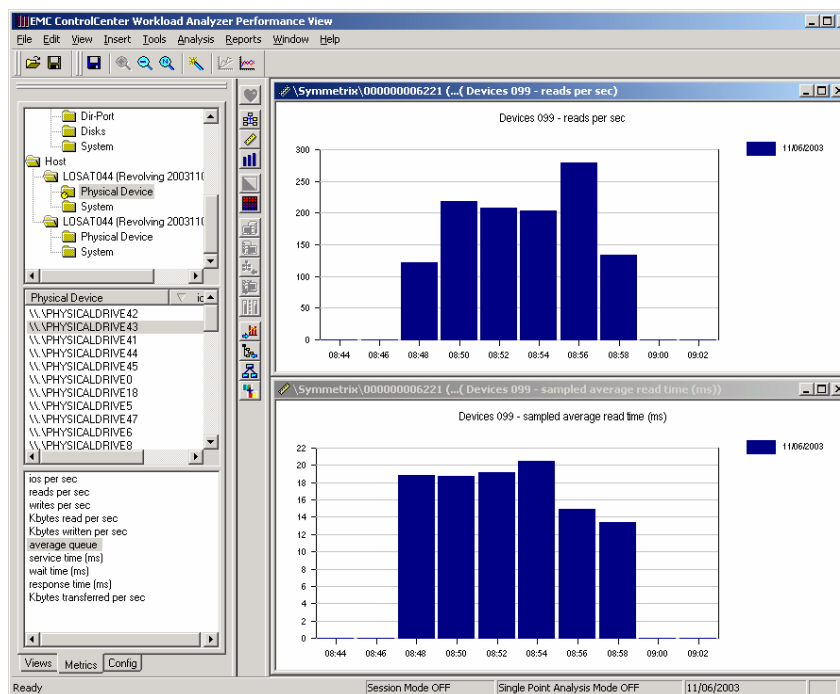 EMC ControlCenter Workload Analyzer Performance View
File Edit View Insert Tools Analysis Reports Window Help
Dir-Port
Disks
System
Host
LOSAT044 (Revolving 2003110
Physical Device
System
LOSAT044 (Revolving 2003110
Physical Device
System
Physical Device
\\.\PHYSICALDRIVE42
\\.\PHYSICALDRIVE43
\\.\PHYSICALDRIVE41
\\.\PHYSICALDRIVE44
\\.\PHYSICALDRIVE45
\\.\PHYSICALDRIVE0
\\.\PHYSICALDRIVE18
\\.\PHYSICALDRIVE5
\\.\PHYSICALDRIVE47
\\.\PHYSICALDRIVE6
\\.\PHYSICALDRIVE8
ios per sec
reads per sec
writes per sec
Kbytes read per sec
Kbytes written per sec
average queue
service time (ms)
wait time (ms)
response time (ms)
Kbytes transferred per sec
Views Metrics Config
\Symmetrix\000000006221 (...( Devices 099 - reads per sec)
Devices 099 - reads per sec
11/06/2003
300
250
200
150
100
50
0
08:44 08:46 08:48 08:50 08:52 08:54 08:56 08:58 09:00 09:02
\Symmetrix\000000006221 (...( Devices 099 - sampled average read time (ms))
Devices 099 - sampled average read time (ms)
11/06/2003
22
20
18
16
14
12
10
8
6
4
2
0
08:44 08:46 08:48 08:50 08:52 08:54 08:56 08:58 09:00 09:02
Ready Session Mode OFF Single Point Analysis Mode OFF 11/06/2003